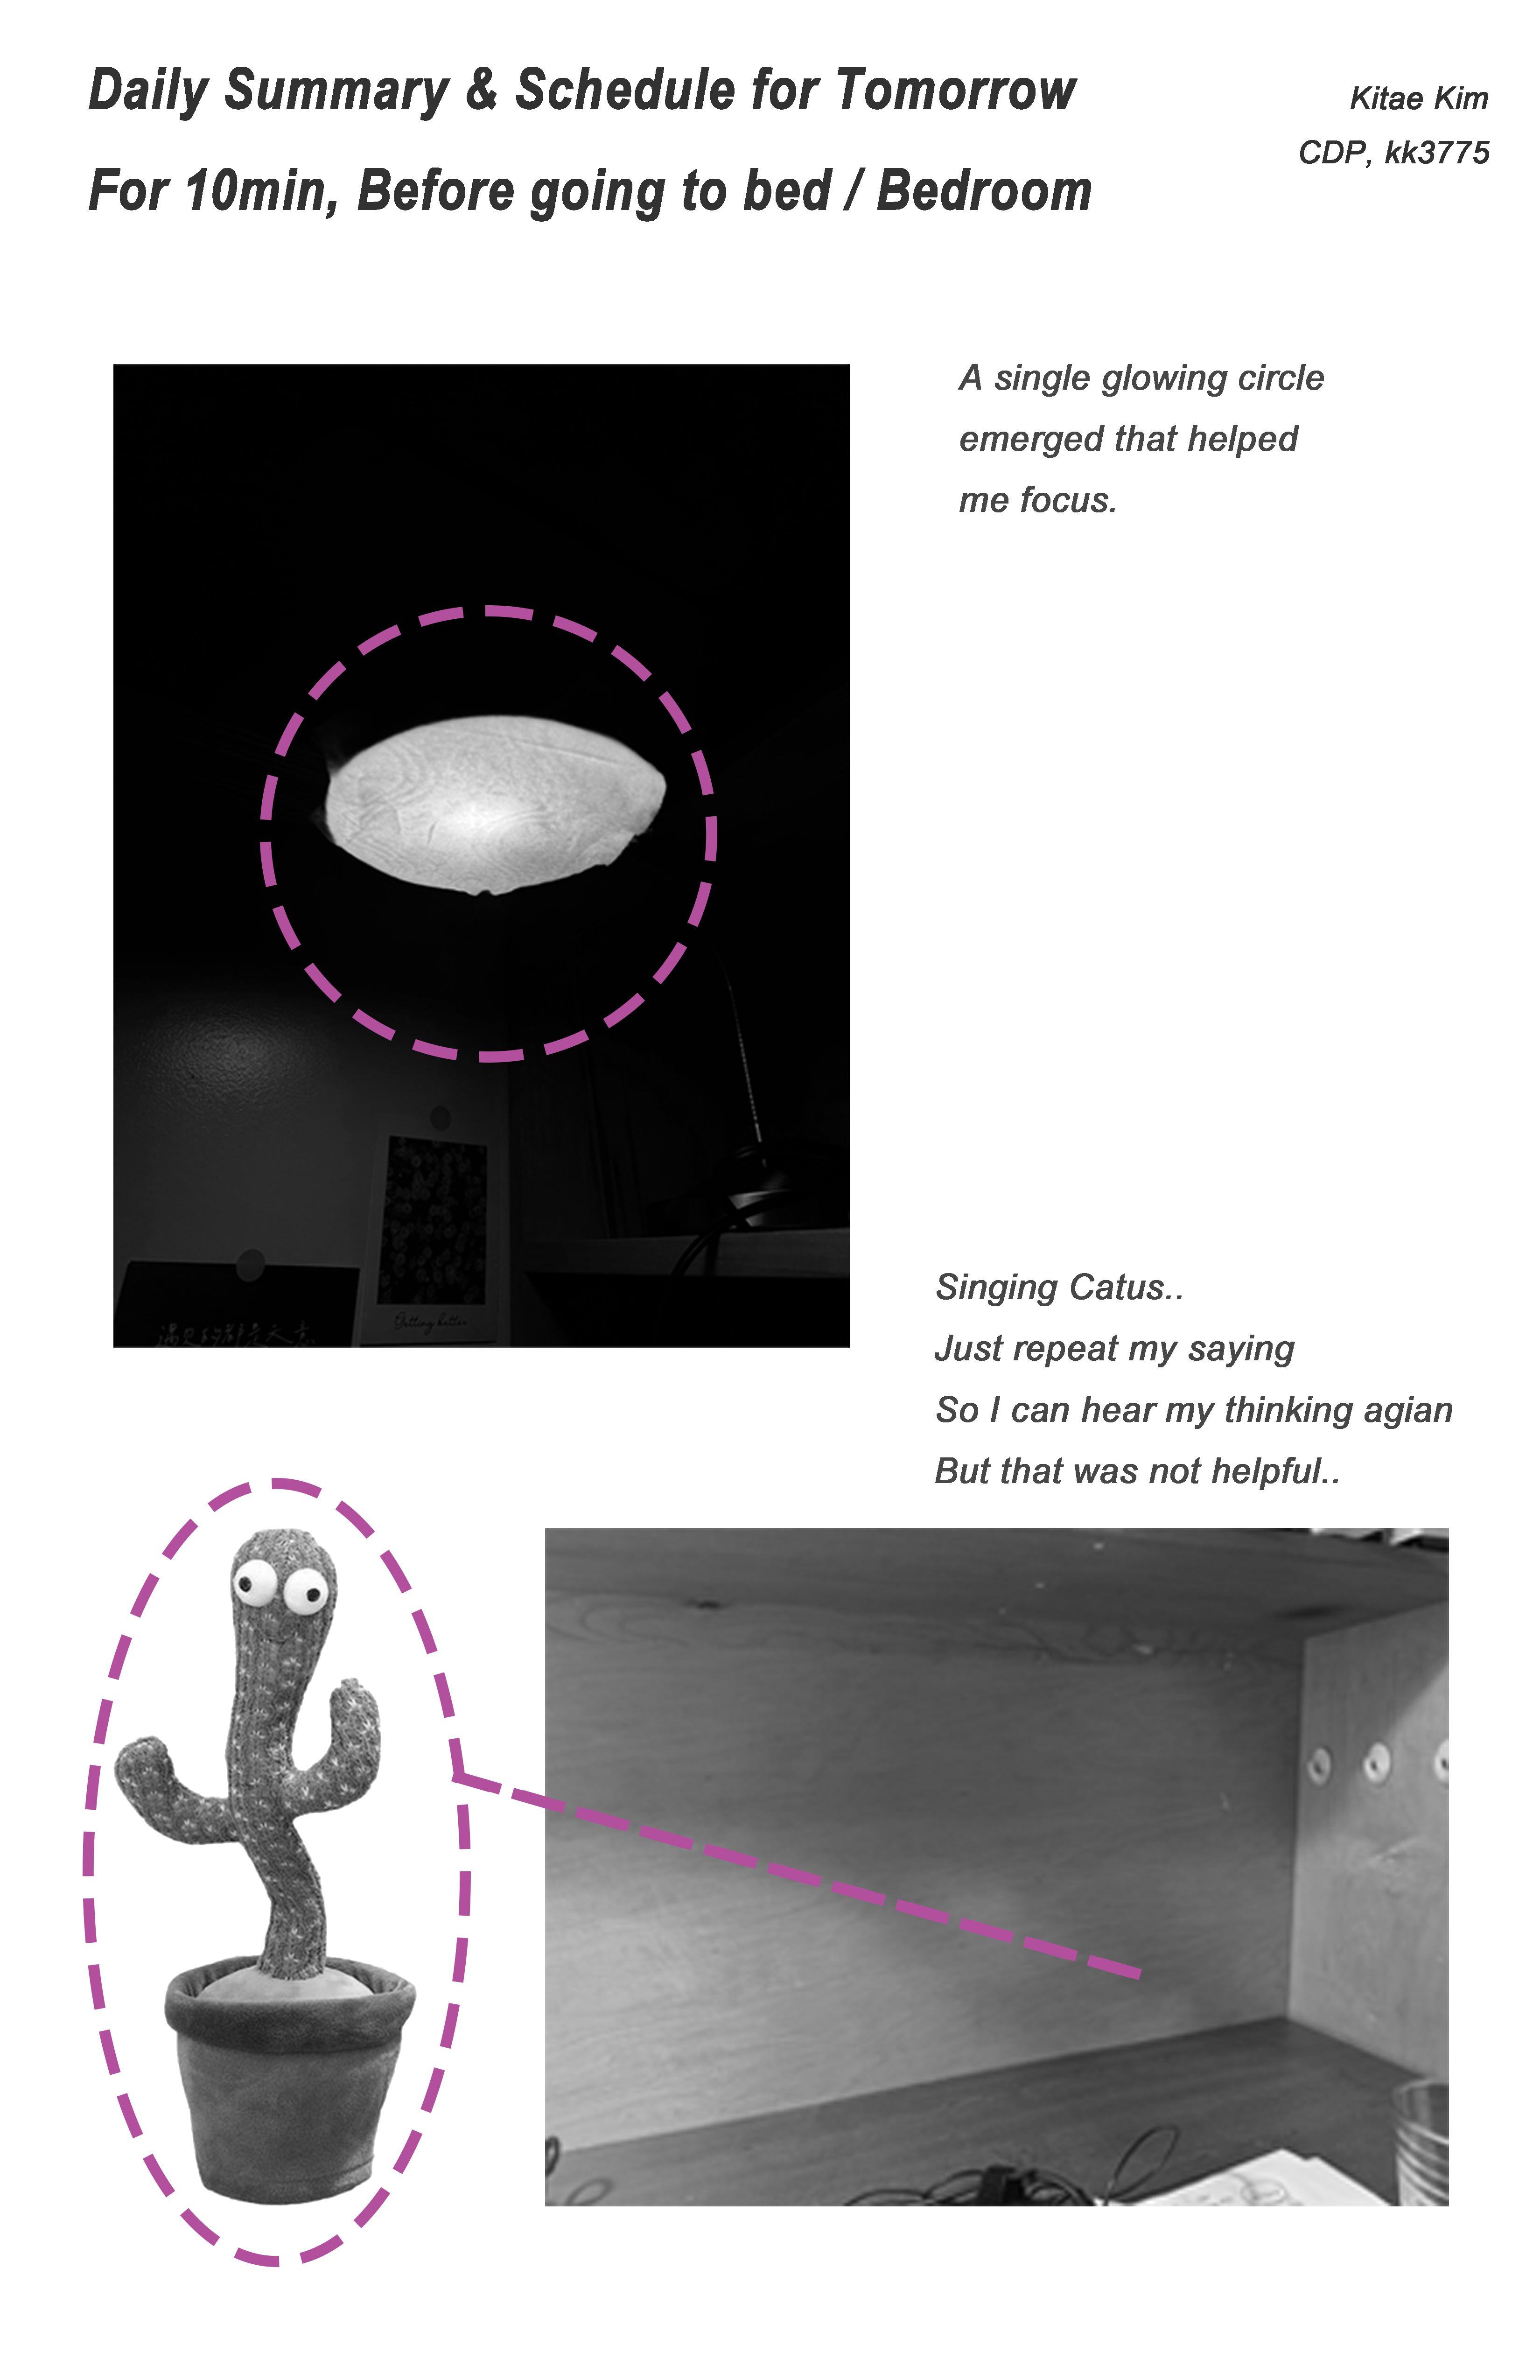 Daily Summary & Schedule for Tomorrow
For 10min, Before going to bed / Bedroom
Kitae Kim
CDP, kk3775
A single glowing circle
emerged that helped
me focus.
Getting better
Singing Catus..
Just repeat my saying
So I can hear my thinking agian
But that was not helpful..